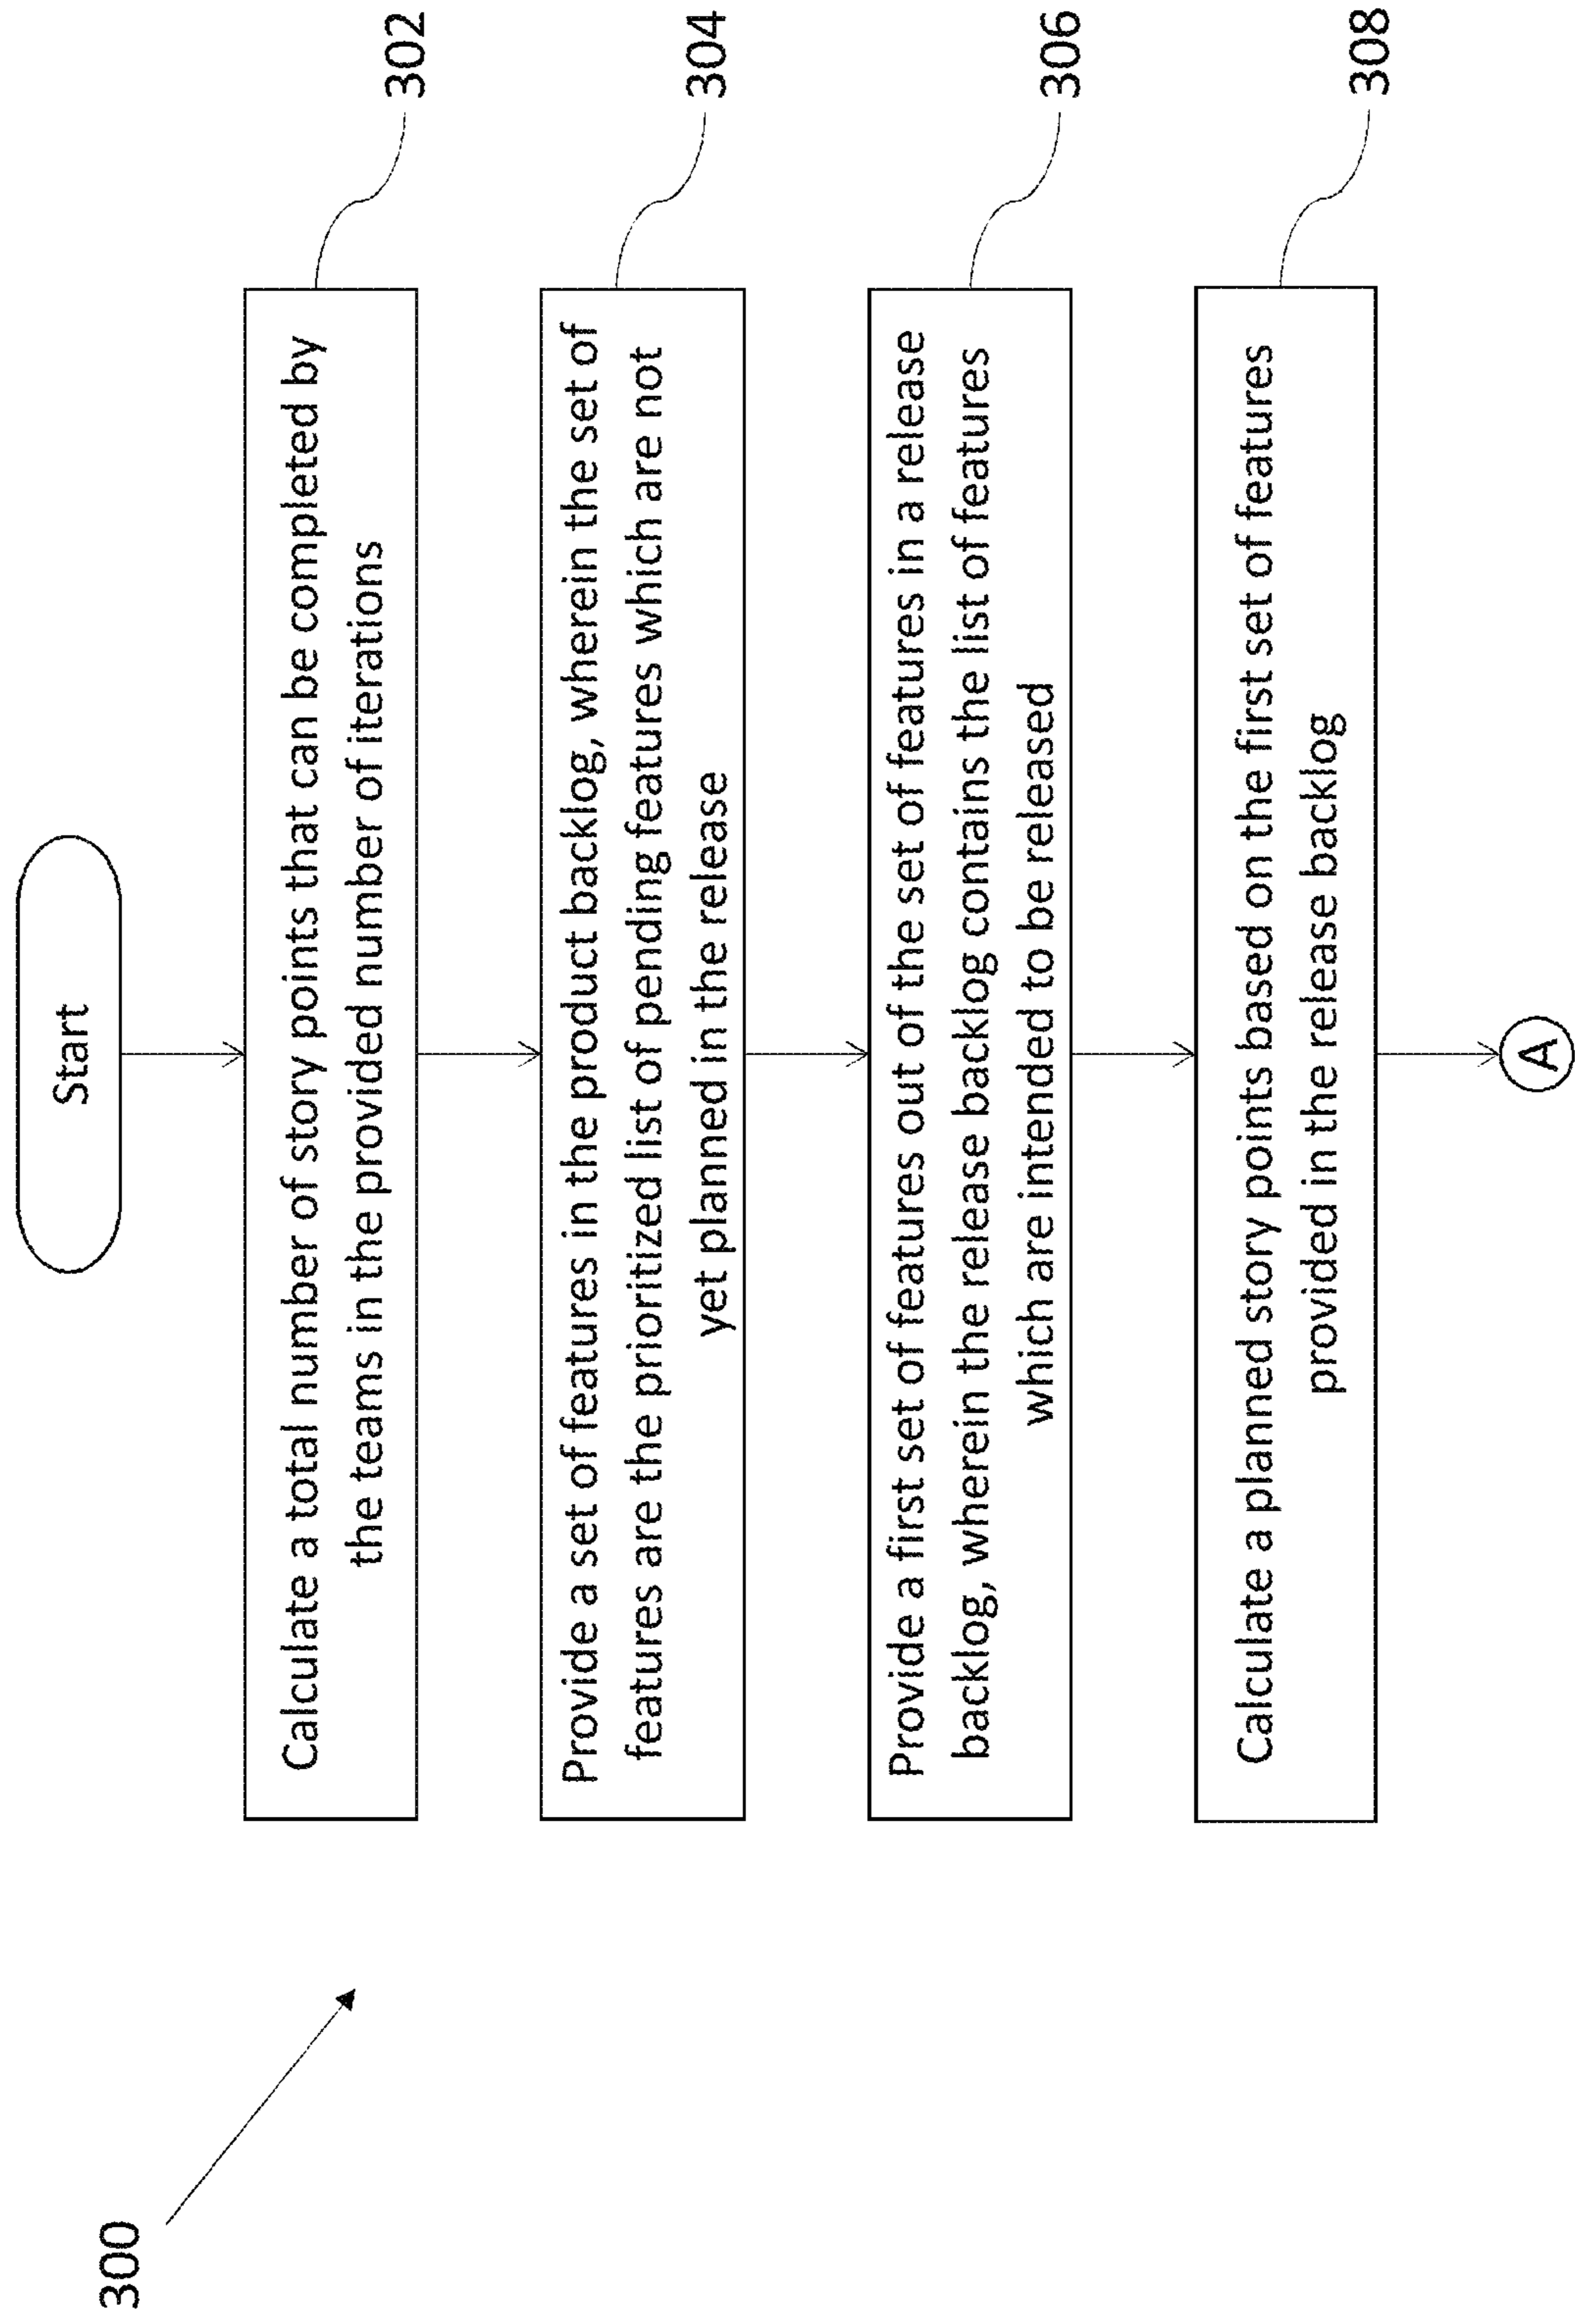 300
Start
Calculate a total number of story points that can be completed by
the teams in the provided number of iterations
302
Provide a set of features in the product backlog, wherein the set of
features are the prioritized list of pending features which are not
yet planned in the release
304
Provide a first set of features out of the set of features in a release
backlog, wherein the release backlog contains the list of features
which are intended to be released
306
Calculate a planned story points based on the first set of features
provided in the release backlog
308
A